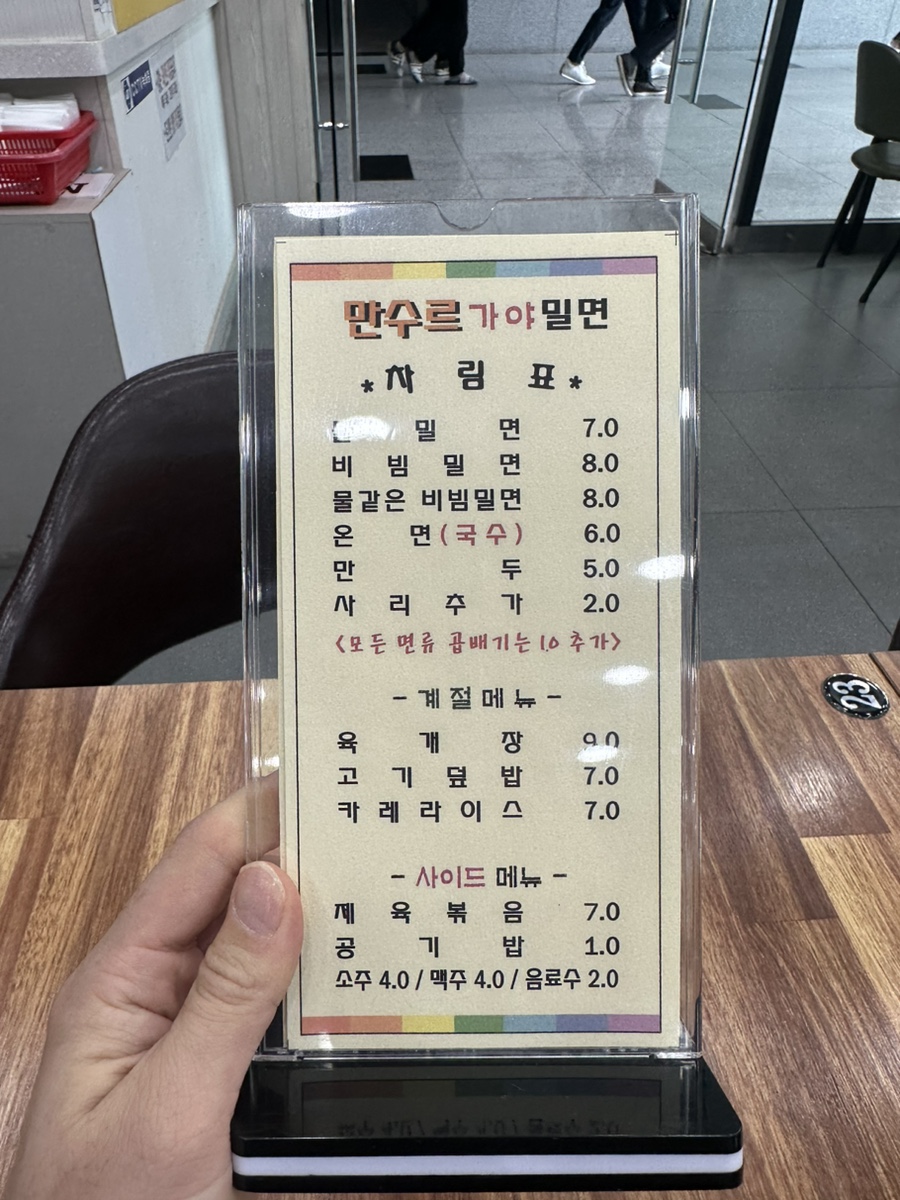 만수르가야밀면
*차림표*
밀면 7.0
비빔밀면 8.0
물같은 비빔밀면 8.0
온면(국수) 6.0
만두 5.0
사리추가 2.0
<모든 면류 곱배기는 1.0 추가>
- 계절메뉴 -
육개장 9.0
고기덮밥 7.0
카레라이스 7.0
- 사이드 메뉴 -
제육볶음 7.0
공기밥 1.0
소주 4.0 / 맥주 4.0 / 음료수 2.0
23